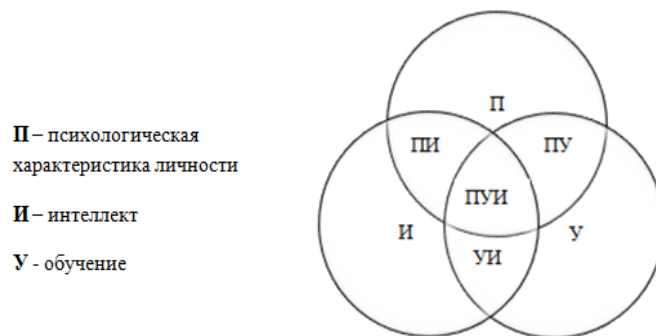 П – психологическая
характеристика личности
И – интеллект
У - обучение
П
ПИ
ПУ
ПУИ
И
У
УИ